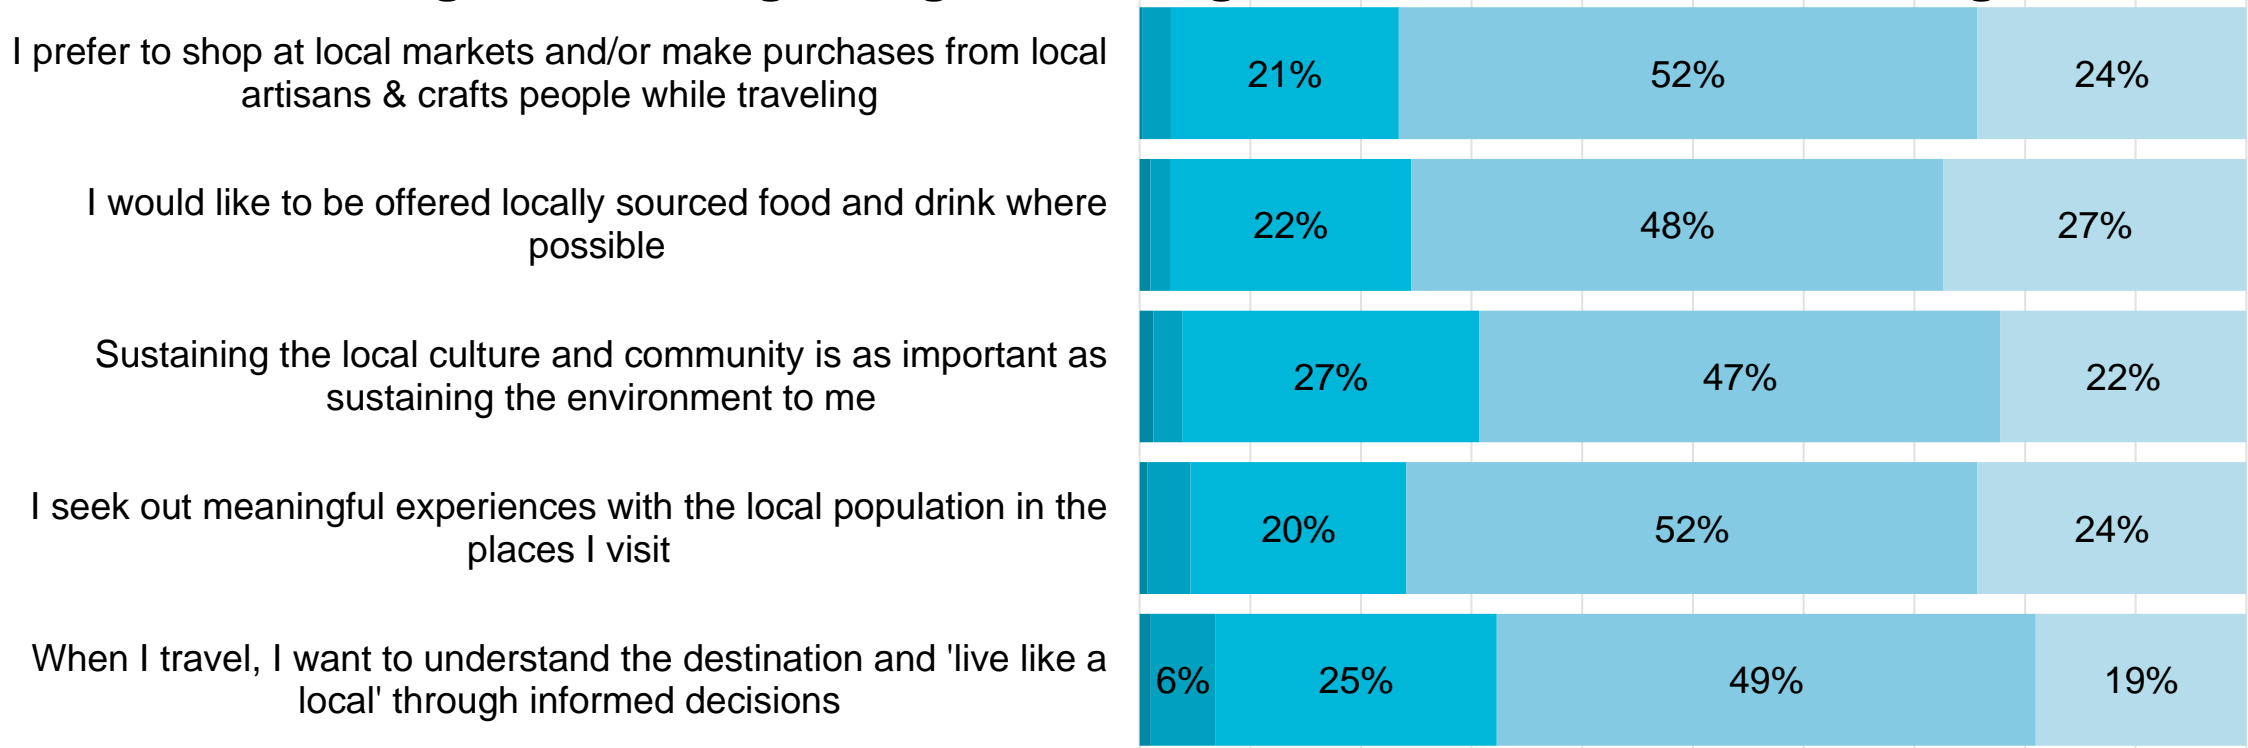 I prefer to shop at local markets and/or make purchases from local
artisans & crafts people while traveling
21% 52% 24%
I would like to be offered locally sourced food and drink where
possible
22% 48% 27%
Sustaining the local culture and community is as important as
sustaining the environment to me
27% 47% 22%
I seek out meaningful experiences with the local population in the
places I visit
20% 52% 24%
When I travel, I want to understand the destination and 'live like a
local' through informed decisions
6% 25% 49% 19%